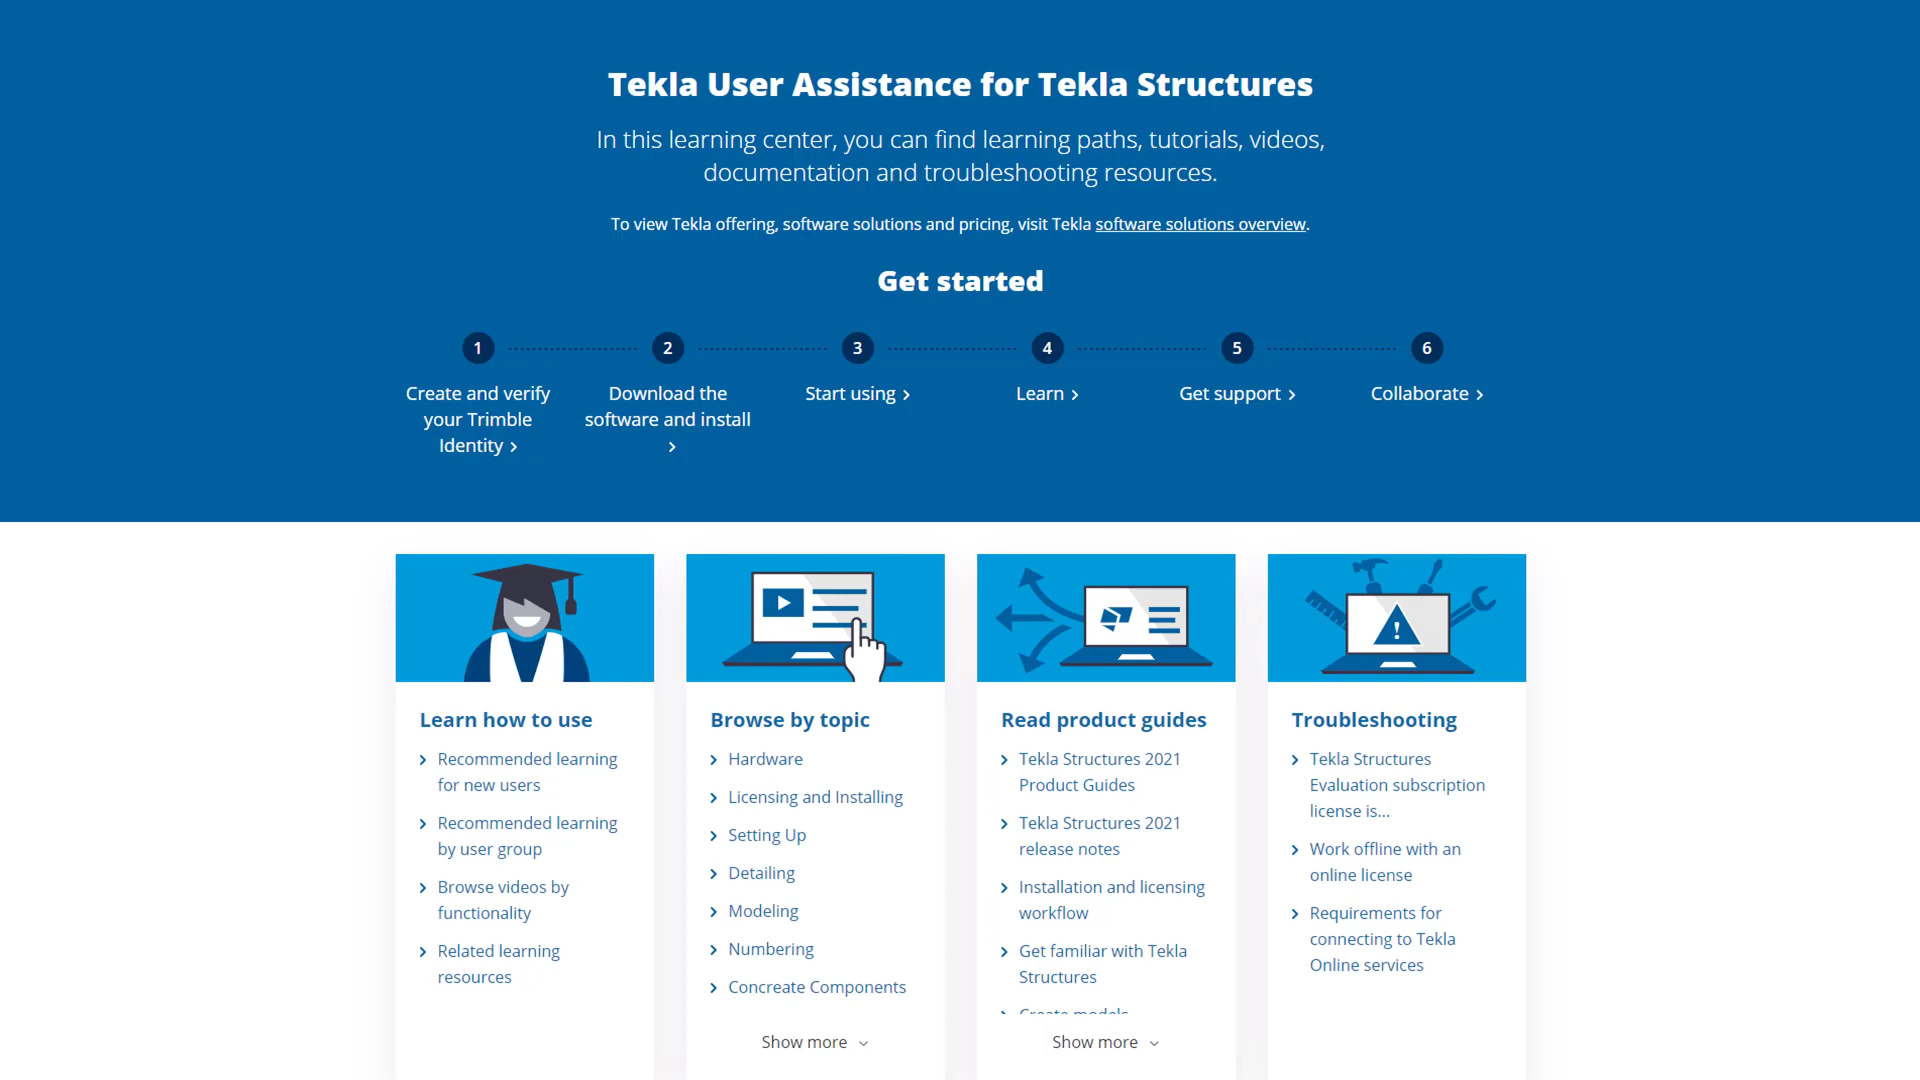 Tekla User Assistance for Tekla Structures
In this learning center, you can find learning paths, tutorials, videos,
documentation and troubleshooting resources.
To view Tekla offering, software solutions and pricing, visit Tekla software solutions overview.
Get started
1
Create and verify
your Trimble
Identity
2
Download the
software and install
3
Start using
4
Learn
5
Get support
6
Collaborate
Learn how to use
Recommended learning
for new users
Recommended learning
by user group
Browse videos by
functionality
Related learning
resources
Browse by topic
Hardware
Licensing and Installing
Setting Up
Detailing
Modeling
Numbering
Concreate Components
Show more
Read product guides
Tekla Structures 2021
Product Guides
Tekla Structures 2021
release notes
Installation and licensing
workflow
Get familiar with Tekla
Structures
Create models
Show more
!
Troubleshooting
Tekla Structures
Evaluation subscription
license is...
Work offline with an
online license
Requirements for
connecting to Tekla
Online services